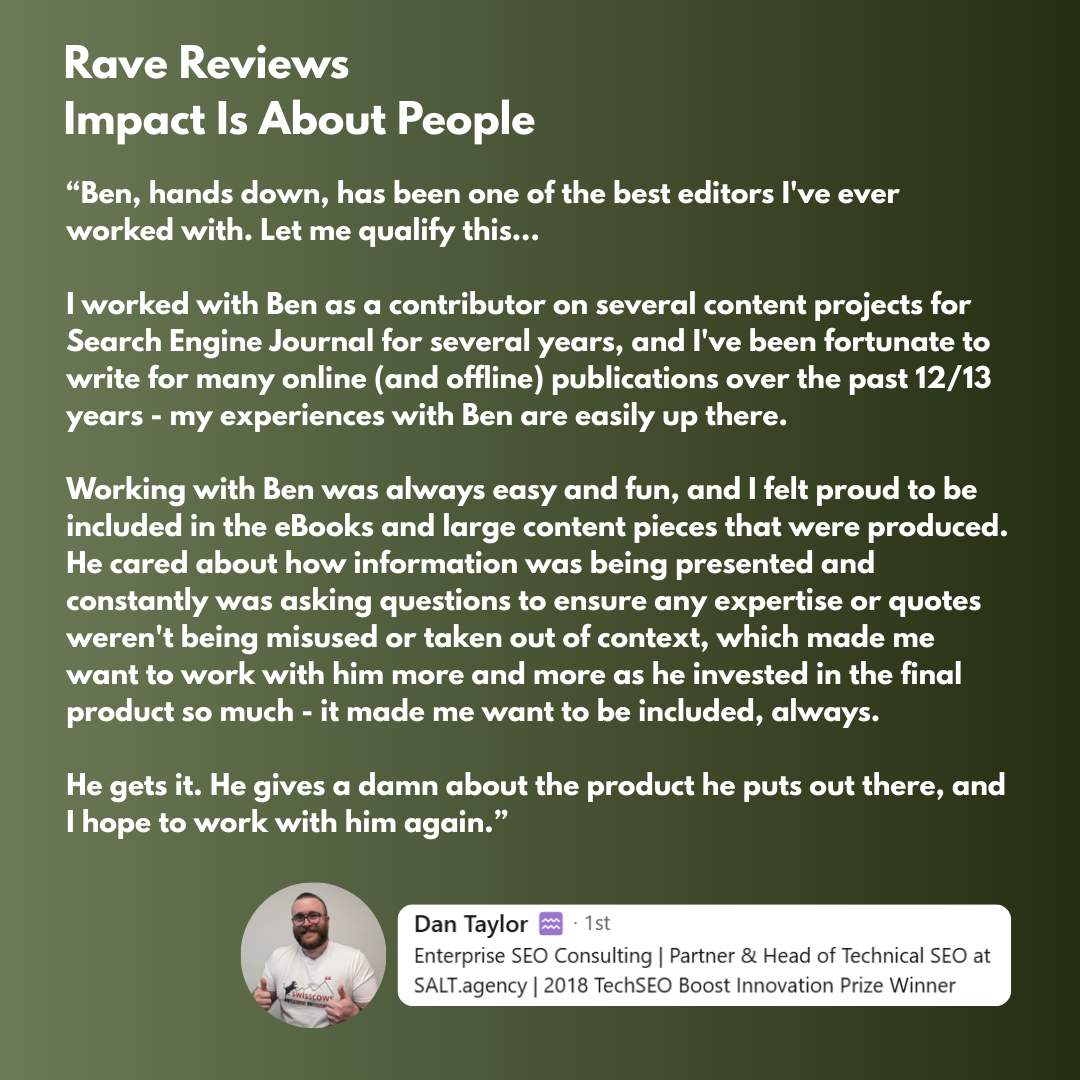 Rave Reviews
Impact Is About People
“Ben, hands down, has been one of the best editors I've ever
worked with. Let me qualify this...
I worked with Ben as a contributor on several content projects for
Search Engine Journal for several years, and I've been fortunate to
write for many online (and offline) publications over the past 12/13
years - my experiences with Ben are easily up there.
Working with Ben was always easy and fun, and I felt proud to be
included in the eBooks and large content pieces that were produced.
He cared about how information was being presented and
constantly was asking questions to ensure any expertise or quotes
weren't being misused or taken out of context, which made me
want to work with him more and more as he invested in the final
product so much - it made me want to be included, always.
He gets it. He gives a damn about the product he puts out there, and
I hope to work with him again.”
Dan Taylor ♒ · 1st
Enterprise SEO Consulting | Partner & Head of Technical SEO at
SALT.agency | 2018 TechSEO Boost Innovation Prize Winner
swisscows